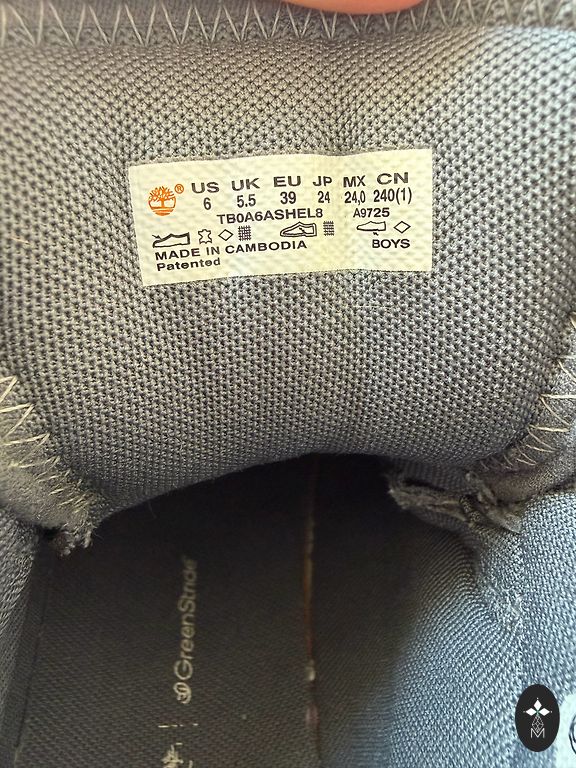 ® US UK EU JP MX CN
6 5.5 39 24 24,0 240(1)
TB0A6ASHEL8 A9725
MADE IN CAMBODIA BOYS
Patented
GreenStride
M